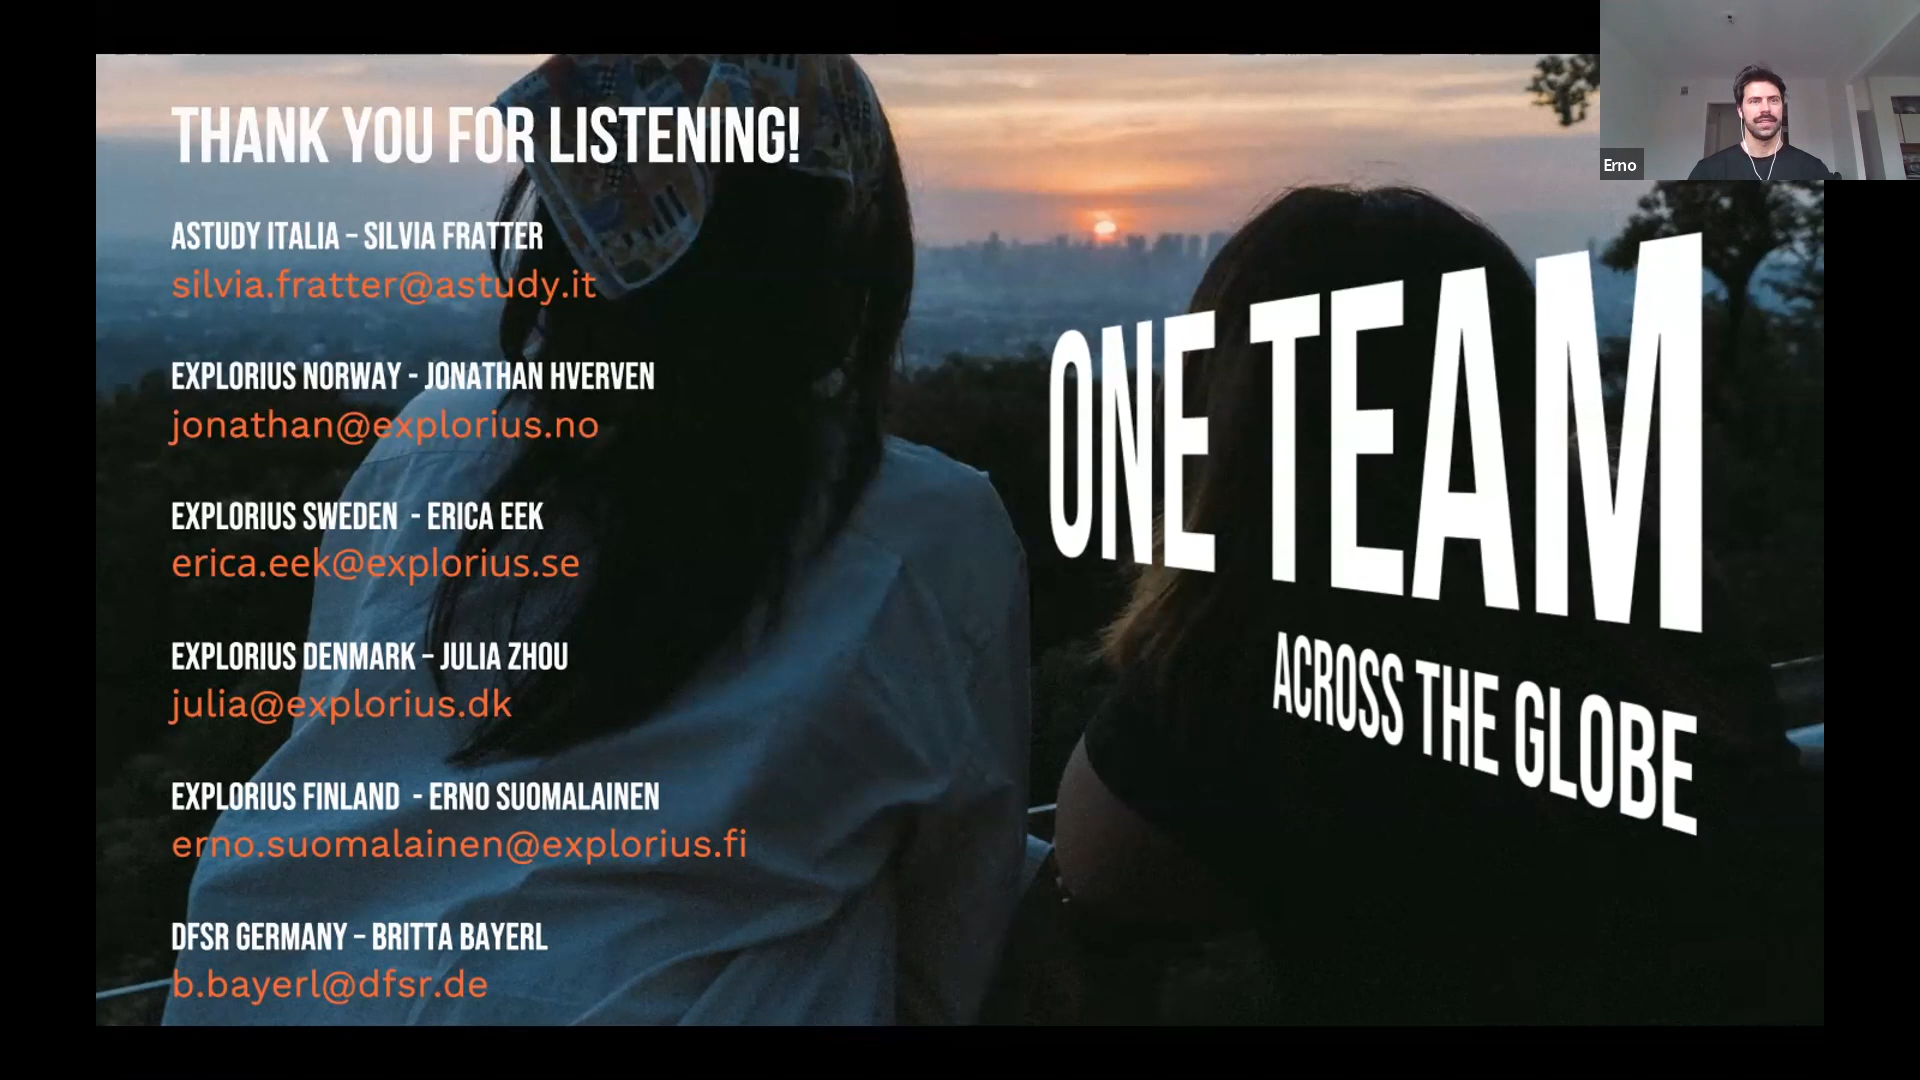 THANK YOU FOR LISTENING!
ASTUDY ITALIA – SILVIA FRATTER
silvia.fratter@astudy.it
EXPLORIUS NORWAY - JONATHAN HVERVEN
jonathan@explorius.no
EXPLORIUS SWEDEN - ERICA EEK
erica.eek@explorius.se
EXPLORIUS DENMARK – JULIA ZHOU
julia@explorius.dk
EXPLORIUS FINLAND - ERNO SUOMALAINEN
erno.suomalainen@explorius.fi
DFSR GERMANY – BRITTA BAYERL
b.bayerl@dfsr.de
ONE TEAM
ACROSS THE GLOBE
Erno